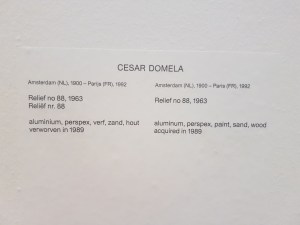 CESAR DOMELA
Amsterdam (NL), 1900 – Parijs (FR), 1992
Relief no 88, 1963
Reliëf nr. 88
aluminium, perspex, verf, zand, hout
verworven in 1989
Amsterdam (NL), 1900 – Paris (FR), 1992
Relief no 88, 1963
aluminum, perspex, paint, sand, wood
acquired in 1989